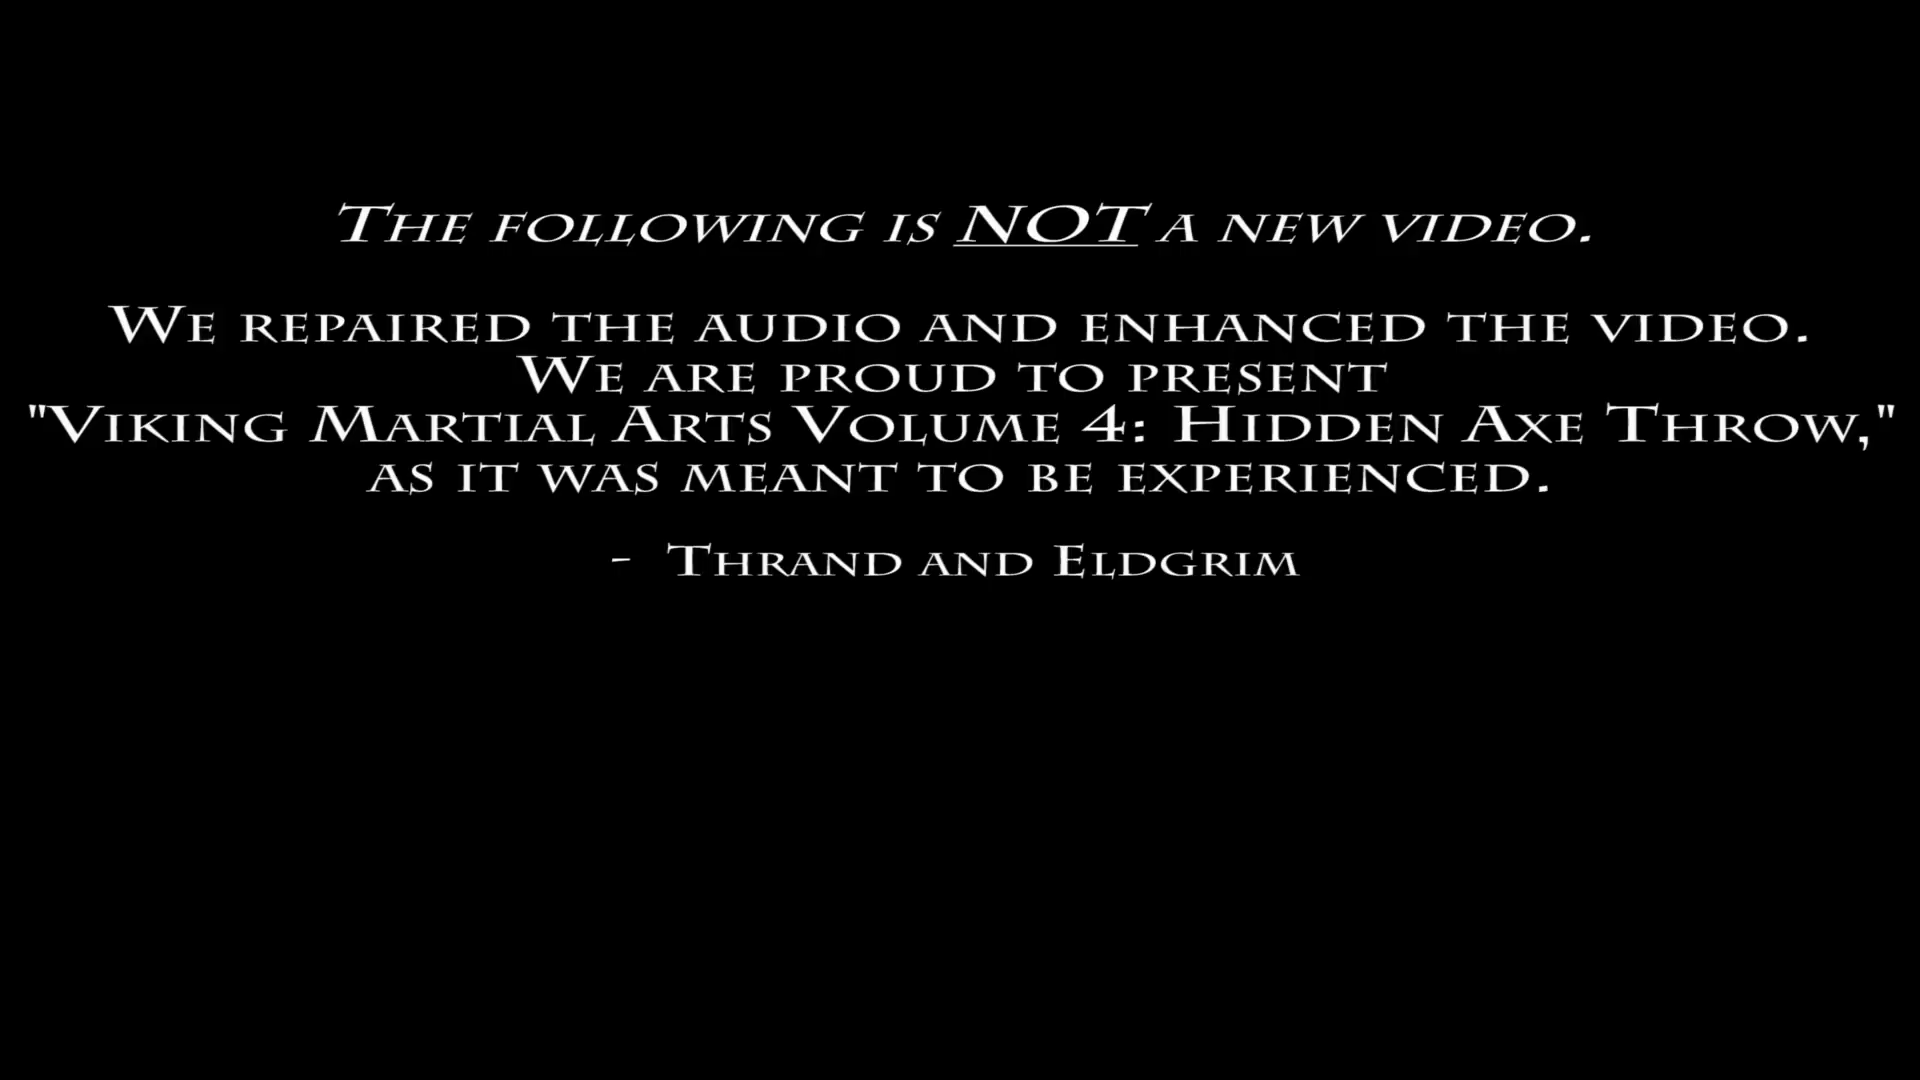 The following is NOT a new video.
We repaired the audio and enhanced the video.
We are proud to present
"Viking Martial Arts Volume 4: Hidden Axe Throw,"
as it was meant to be experienced.
- Thrand and Eldgrim